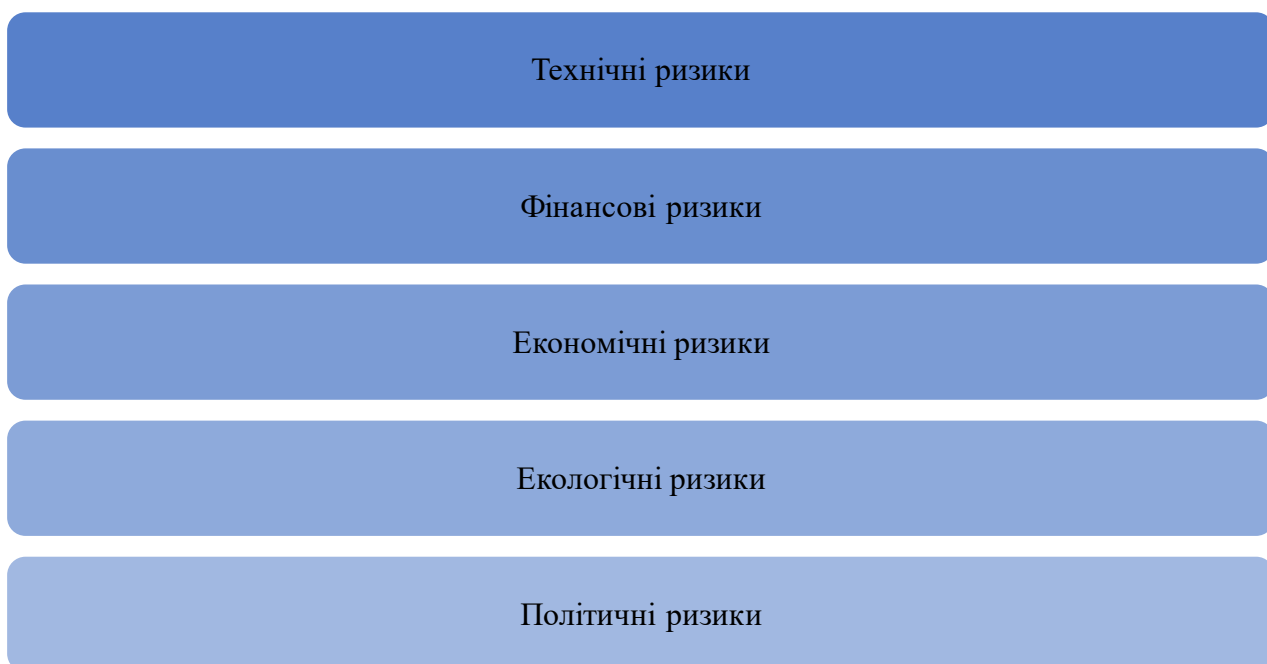 Технічні ризики
Фінансові ризики
Економічні ризики
Екологічні ризики
Політичні ризики